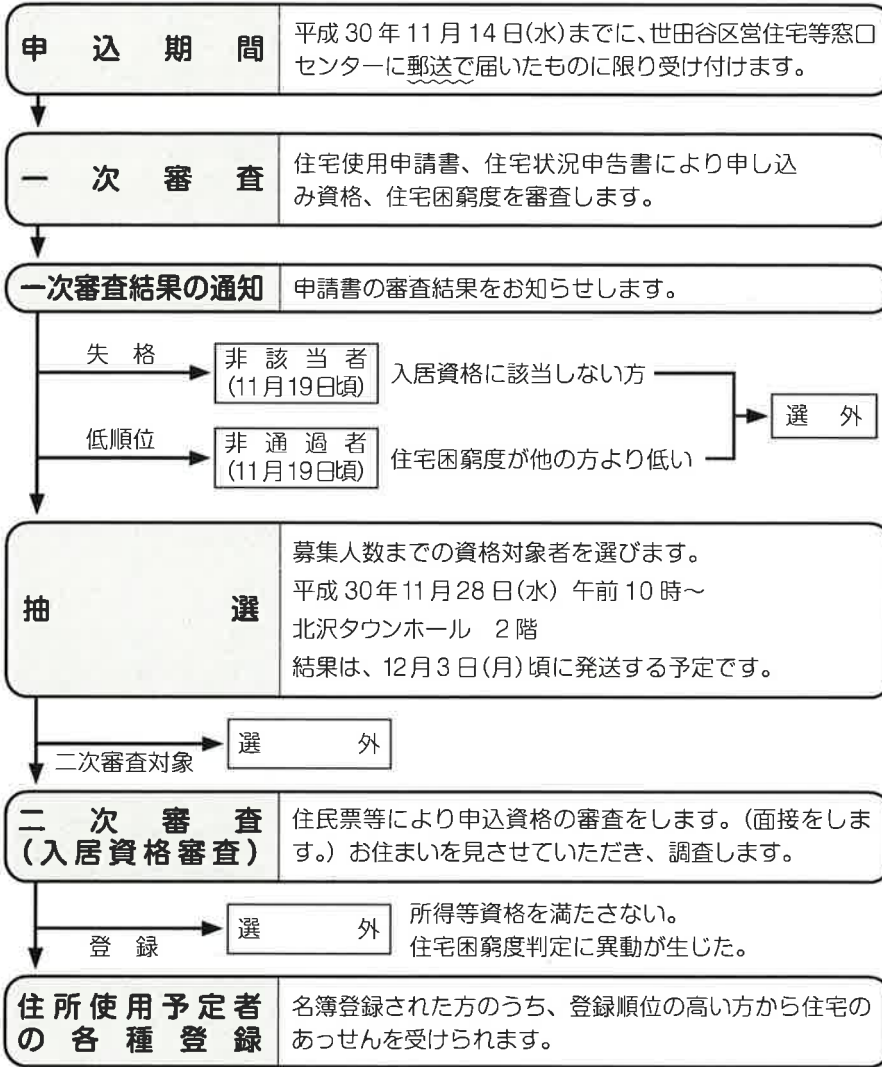 申込期間
平成30年11月14日(水)までに、世田谷区営住宅等窓口
センターに郵送で届いたものに限り受け付けます。
一次審査
住宅使用申請書、住宅状況申告書により申し込
み資格、住宅困窮度を審査します。
一次審査結果の通知
申請書の審査結果をお知らせします。
失格
非該当者
(11月19日頃)
入居資格に該当しない方
選外
低順位
非通過者
(11月19日頃)
住宅困窮度が他の方より低い
抽選
募集人数までの資格対象者を選びます。
平成30年11月28日(水) 午前10時～
北沢タウンホール 2階
結果は、12月3日(月)頃に発送する予定です。
選外
二次審査対象
二次審査
(入居資格審査)
住民票等により申込資格の審査をします。(面接をしま
す。)お住まいを見させていただき、調査します。
登録
選外
所得等資格を満たさない。
住宅困窮度判定に異動が生じた。
住所使用予定者
の各種登録
名簿登録された方のうち、登録順位の高い方から住宅の
あっせんを受けられます。